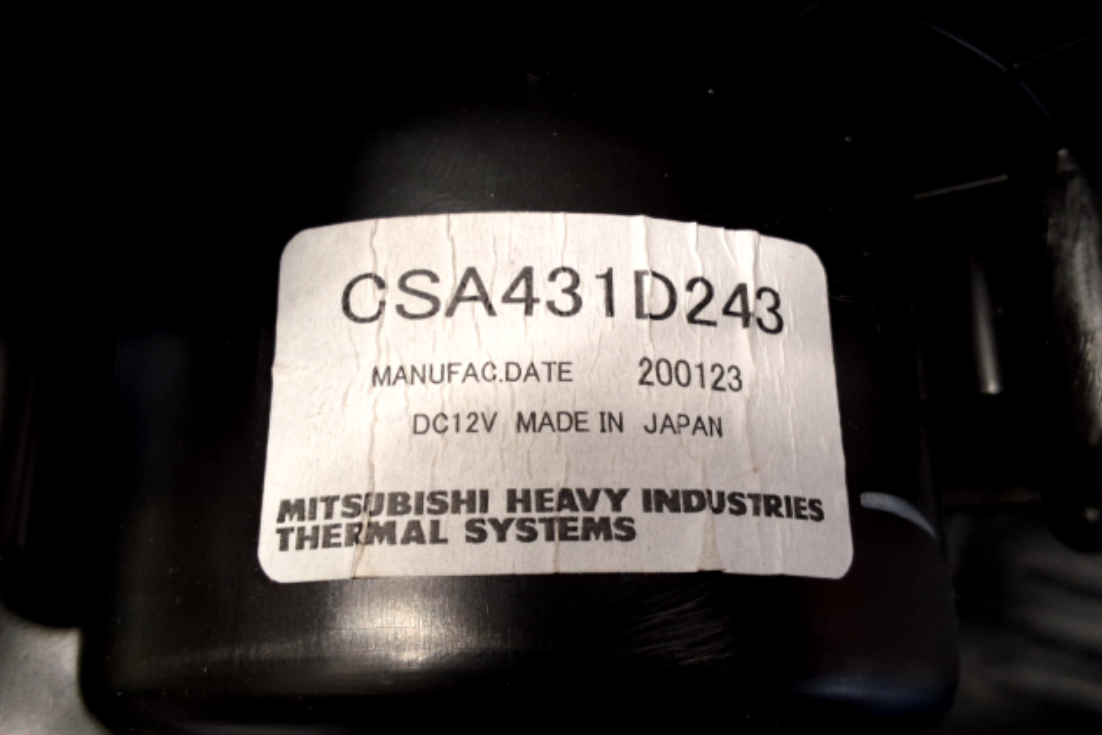 CSA431D243
MANUFAC.DATE 200123
DC12V MADE IN JAPAN
MITSUBISHI HEAVY INDUSTRIES
THERMAL SYSTEMS